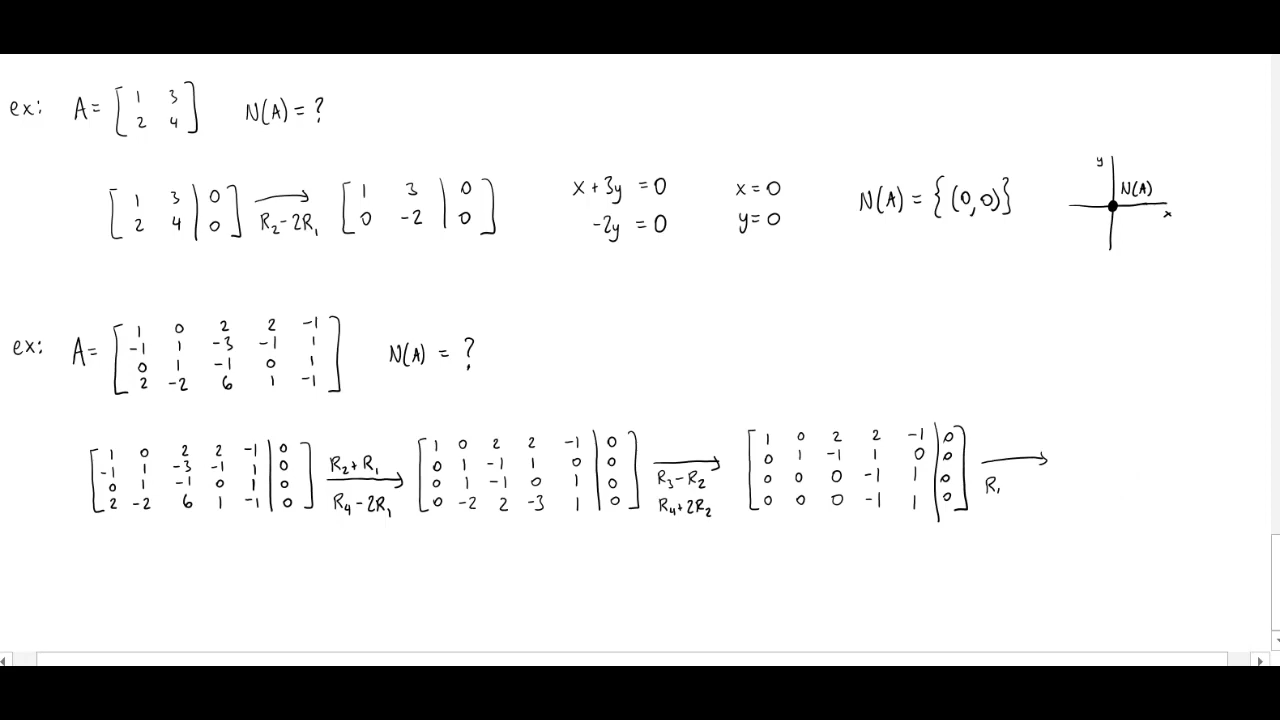 ex: A = [ 1 3 ; 2 4 ] N(A) = ?
[ 1 3 | 0 ; 2 4 | 0 ] → R₂-2R₁ [ 1 3 | 0 ; 0 -2 | 0 ] x + 3y = 0 x = 0 N(A) = {(0,0)} y N(A) x
-2y = 0 y = 0
ex: A = [ 1 0 2 2 -1 ; -1 1 -3 -1 1 ; 0 1 -1 0 1 ; 2 -2 6 1 -1 ] N(A) = ?
[ 1 0 2 2 -1 | 0 ; -1 1 -3 -1 1 | 0 ; 0 1 -1 0 1 | 0 ; 2 -2 6 1 -1 | 0 ] → R₂+R₁ R₄-2R₁ [ 1 0 2 2 -1 | 0 ; 0 1 -1 1 0 | 0 ; 0 1 -1 0 1 | 0 ; 0 -2 2 -3 1 | 0 ] → R₃-R₂ R₄+2R₂ [ 1 0 2 2 -1 | 0 ; 0 1 -1 1 0 | 0 ; 0 0 0 -1 1 | 0 ; 0 0 0 -1 1 | 0 ] → R,